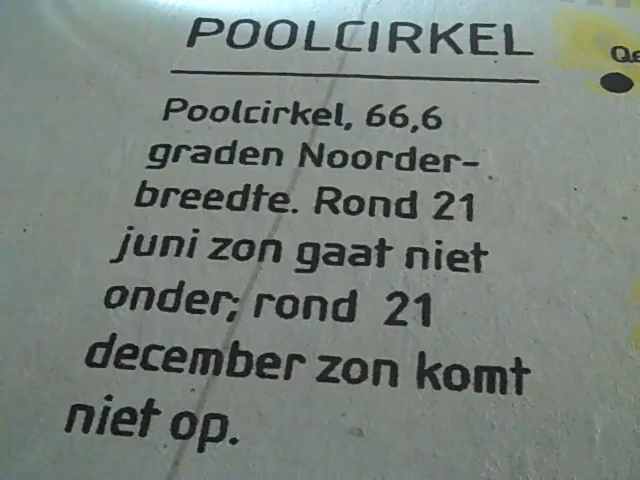 POOLCIRKEL
Poolcirkel, 66,6
graden Noorder-
breedte. Rond 21
juni zon gaat niet
onder; rond 21
december zon komt
niet op.